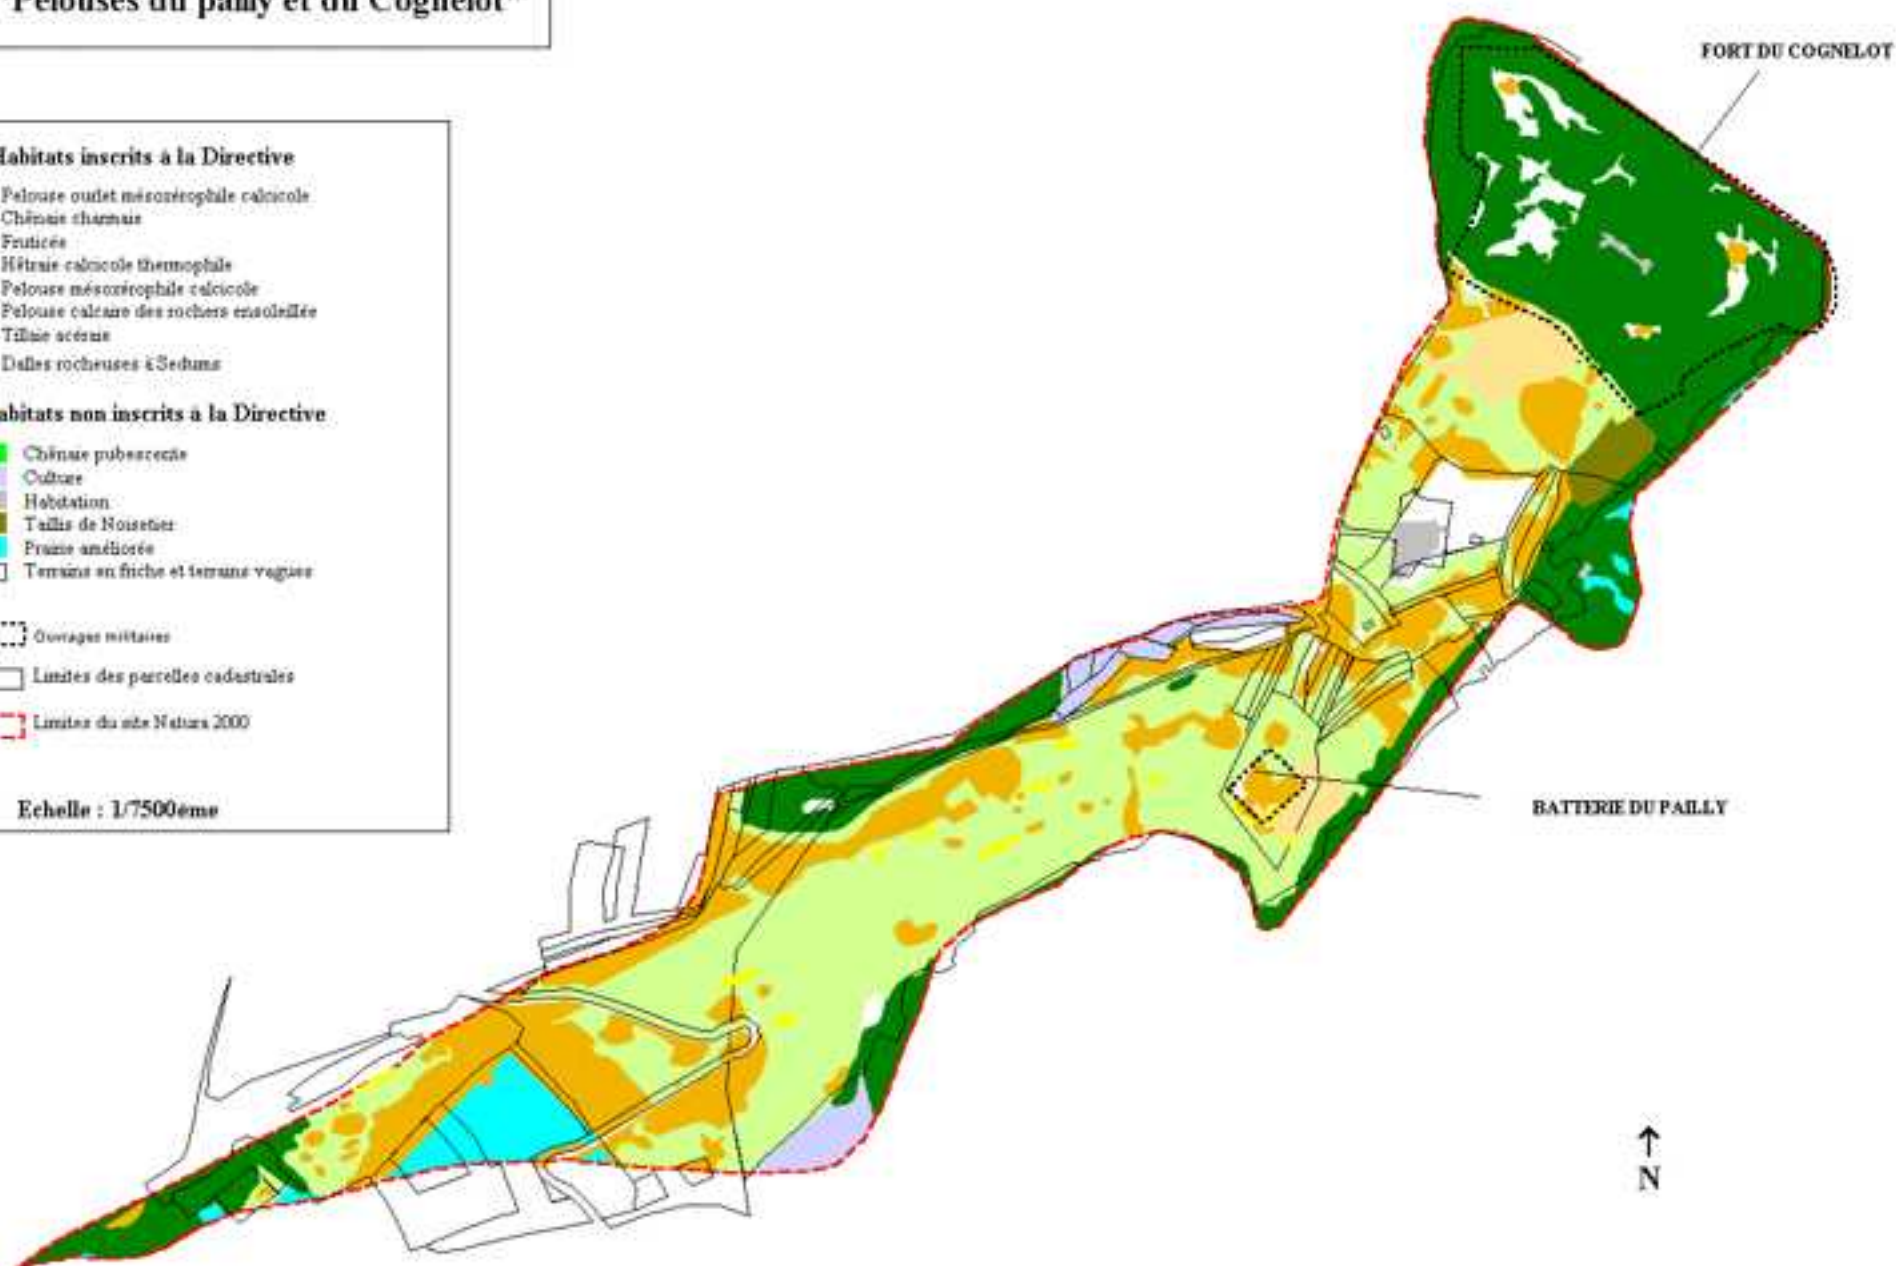 Pelouses du pailly et du Cognelot"
Habitats inscrits à la Directive
Pelouse ourlet mésoxérophile calcicole
Chênaie charmaie
Fruticée
Hêtraie calcicole thermophile
Pelouse mésoxérophile calcicole
Pelouse calcaire des rochers ensoleillée
Tillaie acéraie
Dalles rocheuses à Sedums
abitats non inscrits à la Directive
Chênaie pubescente
Culture
Habitation
Taillis de Noisetier
Prairie améliorée
Terrains en friche et terrains vagues
Ouvrages militaires
Limites des parcelles cadastrales
Limites du site Natura 2000
Echelle : 1/7500ème
FORT DU COGNELOT
BATTERIE DU PAILLY
N